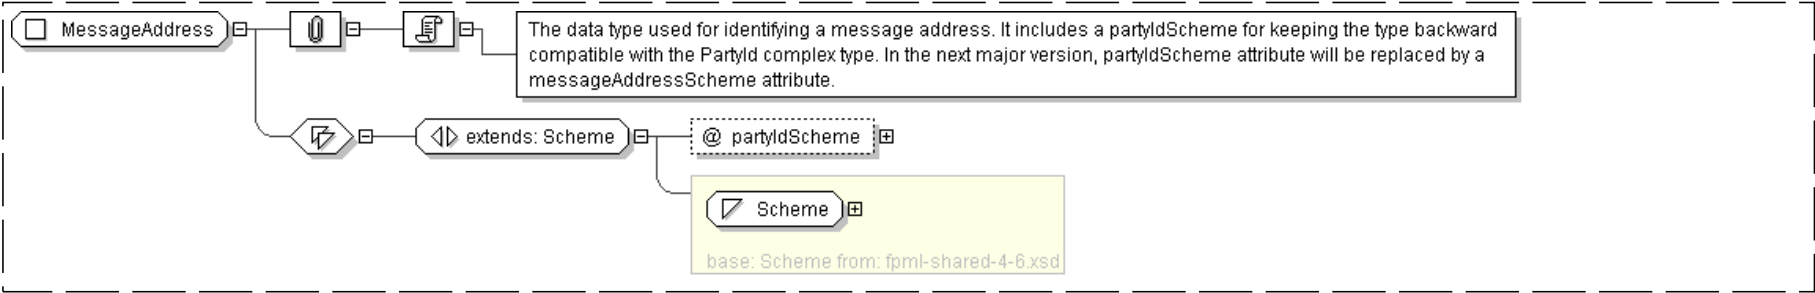 MessageAddress
The data type used for identifying a message address. It includes a partyIdScheme for keeping the type backward
compatible with the PartyId complex type. In the next major version, partyIdScheme attribute will be replaced by a
messageAddressScheme attribute.
extends: Scheme
@ partyIdScheme
Scheme
base: Scheme from: fpml-shared-4-6.xsd